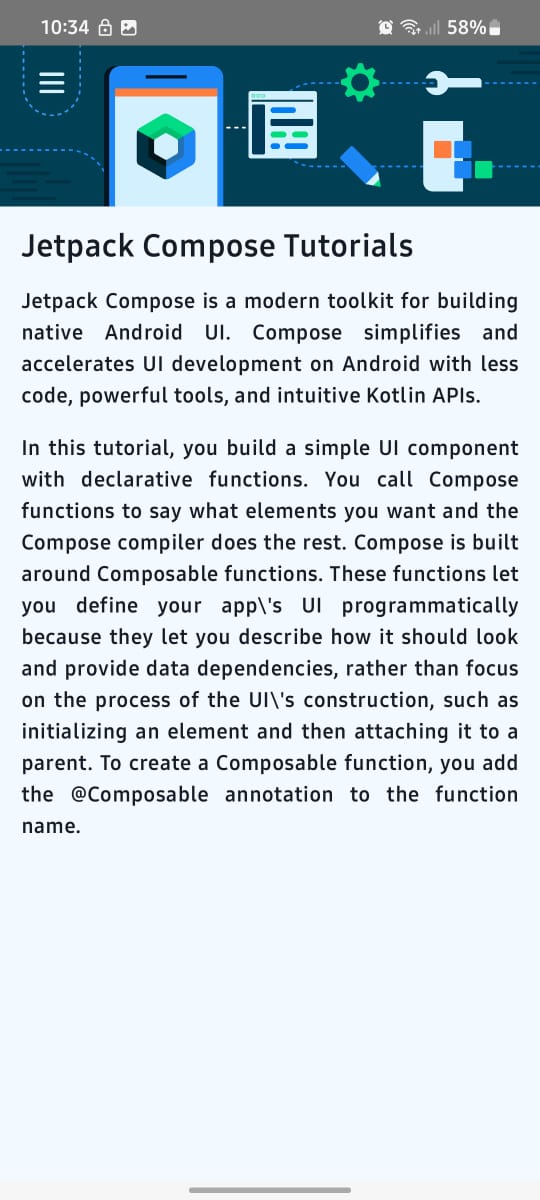 10:34
58%
Jetpack Compose Tutorials
Jetpack Compose is a modern toolkit for building
native Android UI. Compose simplifies and
accelerates UI development on Android with less
code, powerful tools, and intuitive Kotlin APIs.
In this tutorial, you build a simple UI component
with declarative functions. You call Compose
functions to say what elements you want and the
Compose compiler does the rest. Compose is built
around Composable functions. These functions let
you define your app\'s UI programmatically
because they let you describe how it should look
and provide data dependencies, rather than focus
on the process of the UI\'s construction, such as
initializing an element and then attaching it to a
parent. To create a Composable function, you add
the @Composable annotation to the function
name.